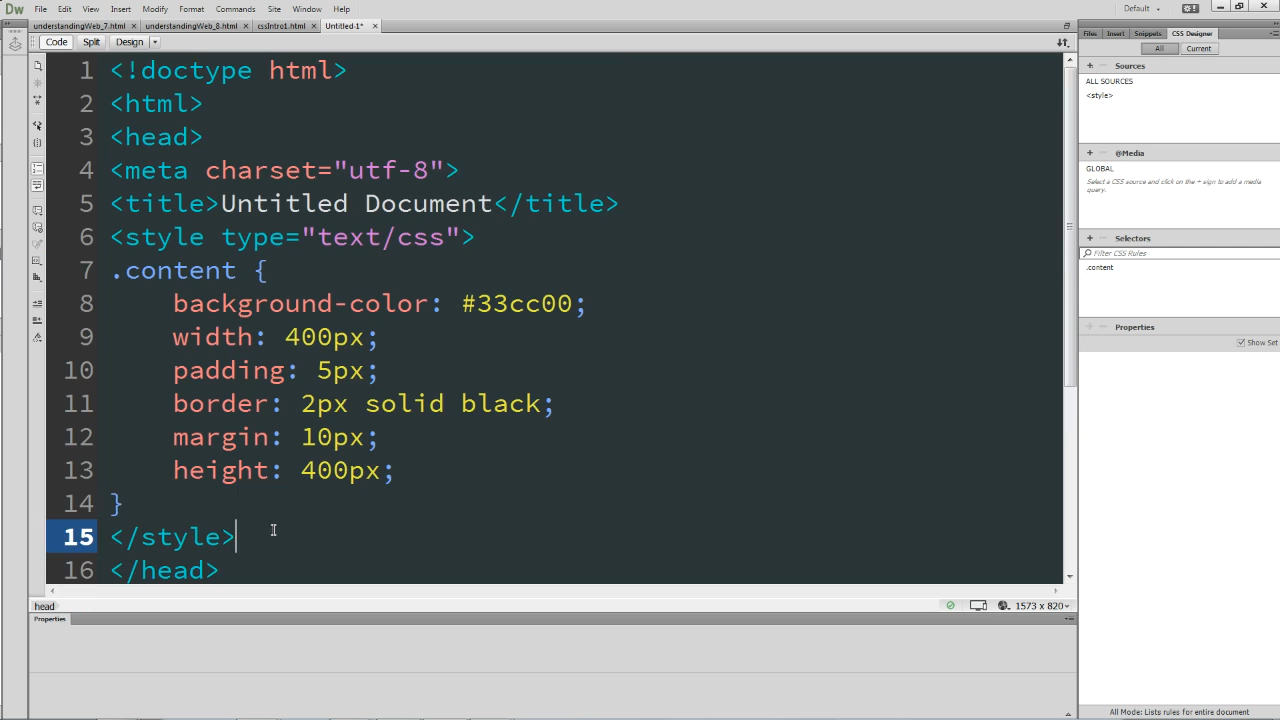 Dw File Edit View Insert Modify Format Commands Site Window Help Default
understandingWeb_7.html × understandingWeb_8.html × cssIntro1.html × Untitled-1* ×
Code Split Design
1 <!doctype html>
2 <html>
3 <head>
4 <meta charset="utf-8">
5 <title>Untitled Document</title>
6 <style type="text/css">
7 .content {
8 background-color: #33cc00;
9 width: 400px;
10 padding: 5px;
11 border: 2px solid black;
12 margin: 10px;
13 height: 400px;
14 }
15 </style>
16 </head>
head
1573 x 820
Properties
Files Insert Snippets CSS Designer
All Current
+ − Sources
ALL SOURCES
<style>
+ − @Media
GLOBAL
Select a CSS source and click on the + sign to add a media
query.
+ − Selectors
Filter CSS Rules
.content
+ − Properties
Show Set
All Mode: Lists rules for entire document